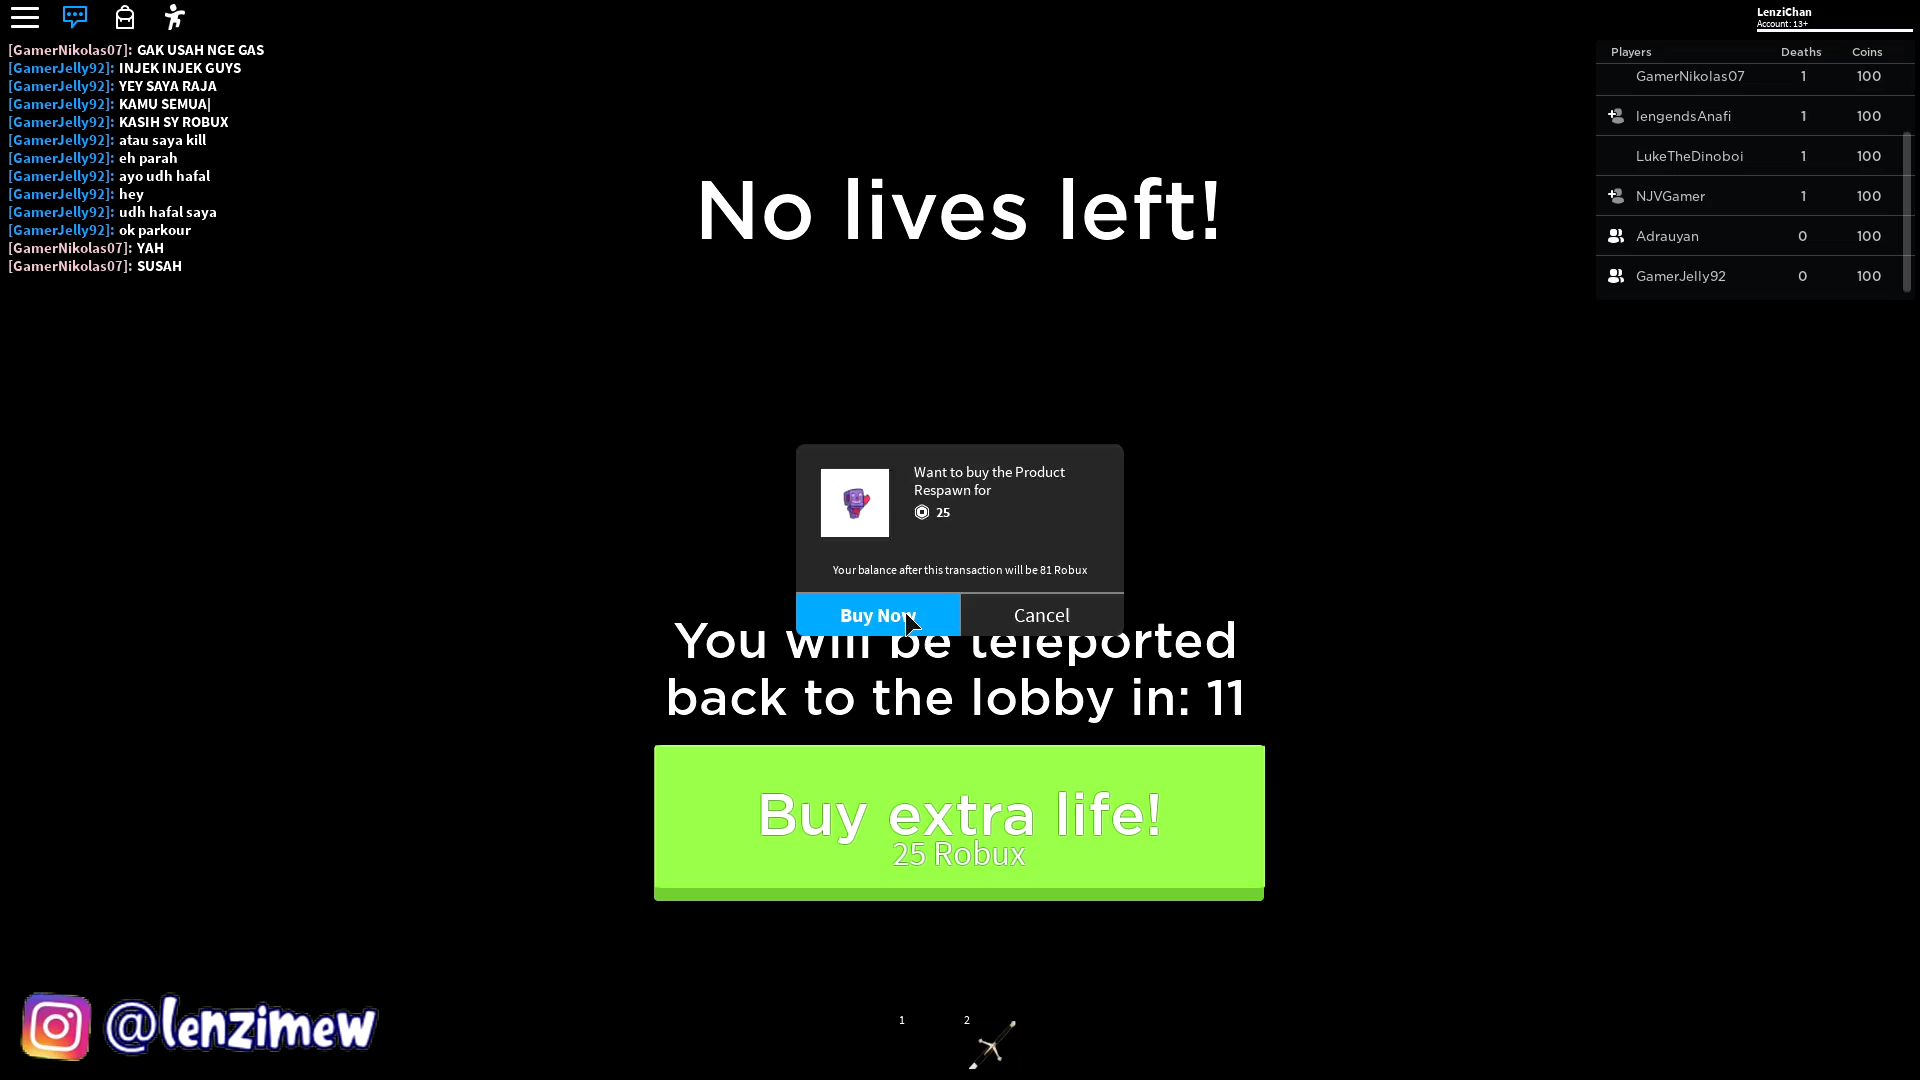 LenziChan
Account: 13+
[GamerNikolas07]: GAK USAH NGE GAS
[GamerJelly92]: INJEK INJEK GUYS
[GamerJelly92]: YEY SAYA RAJA
[GamerJelly92]: KAMU SEMUA|
[GamerJelly92]: KASIH SY ROBUX
[GamerJelly92]: atau saya kill
[GamerJelly92]: eh parah
[GamerJelly92]: ayo udh hafal
[GamerJelly92]: hey
[GamerJelly92]: udh hafal saya
[GamerJelly92]: ok parkour
[GamerNikolas07]: YAH
[GamerNikolas07]: SUSAH
Players Deaths Coins
GamerNikolas07 1 100
lengendsAnafi 1 100
LukeTheDinoboi 1 100
NJVGamer 1 100
Adrauyan 0 100
GamerJelly92 0 100
No lives left!
Want to buy the Product
Respawn for
25
Your balance after this transaction will be 81 Robux
Buy Now Cancel
You will be teleported
back to the lobby in: 11
Buy extra life!
25 Robux
@lenzimew
1 2